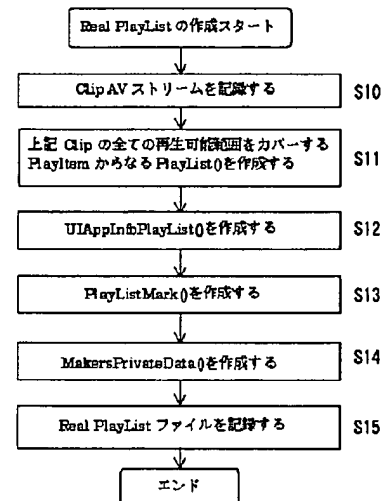 Real PlayList の作成スタート
Clip AV ストリームを記録する
S10
上記 Clip の全ての再生可能範囲をカバーする
PlayItem からなる PlayList()を作成する
S11
UIAppInfoPlayList()を作成する
S12
PlayListMark()を作成する
S13
MakersPrivateData()を作成する
S14
Real PlayList ファイルを記録する
S15
エンド